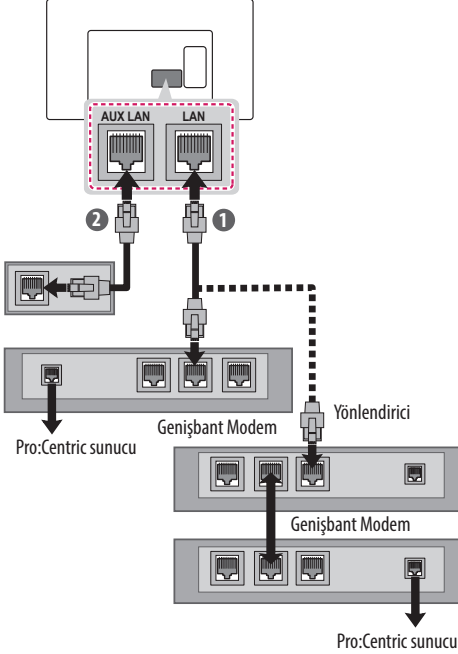 AUX LAN LAN
2 1
Genişbant Modem
Pro:Centric sunucu
Yönlendirici
Genişbant Modem
Pro:Centric sunucu